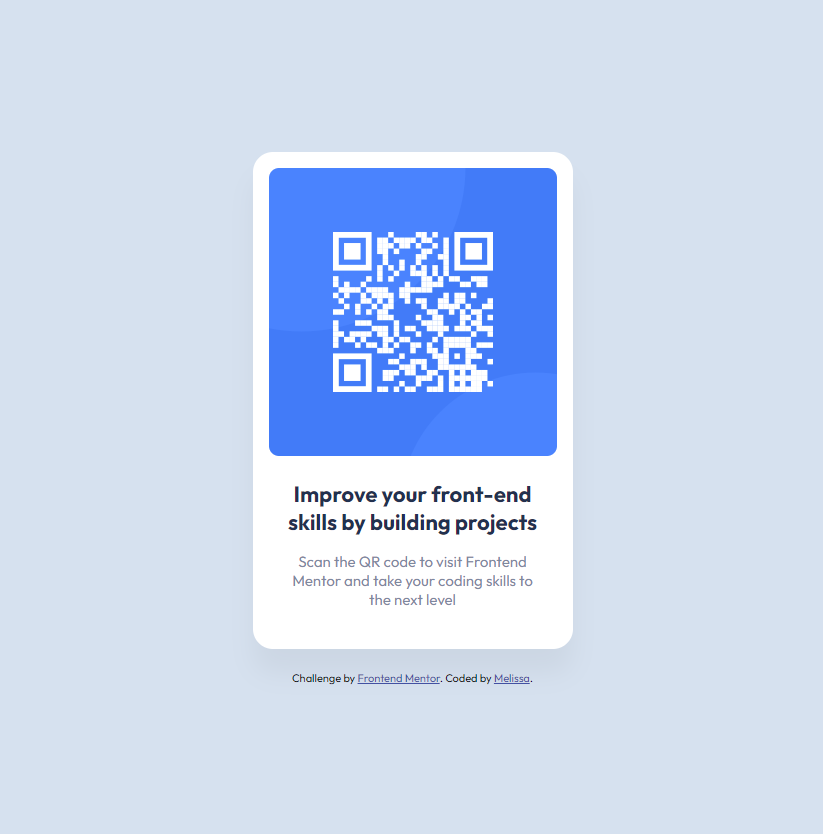 Improve your front-end
skills by building projects
Scan the QR code to visit Frontend
Mentor and take your coding skills to
the next level
Challenge by Frontend Mentor. Coded by Melissa.